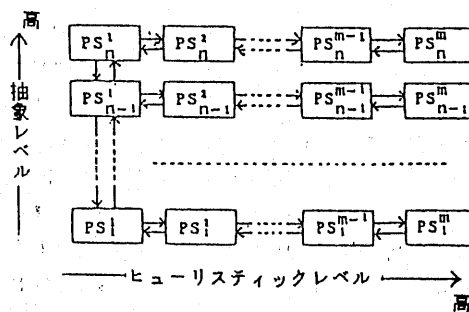 高
抽象レベル
PS¹ₙ PS²ₙ PSᵐ⁻¹ₙ PSᵐₙ
PS¹ₙ₋₁ PS²ₙ₋₁ PSᵐ⁻¹ₙ₋₁ PSᵐₙ₋₁
PS¹₁ PS¹₁ PSᵐ⁻¹₁ PSᵐ₁
ヒューリスティックレベル
高